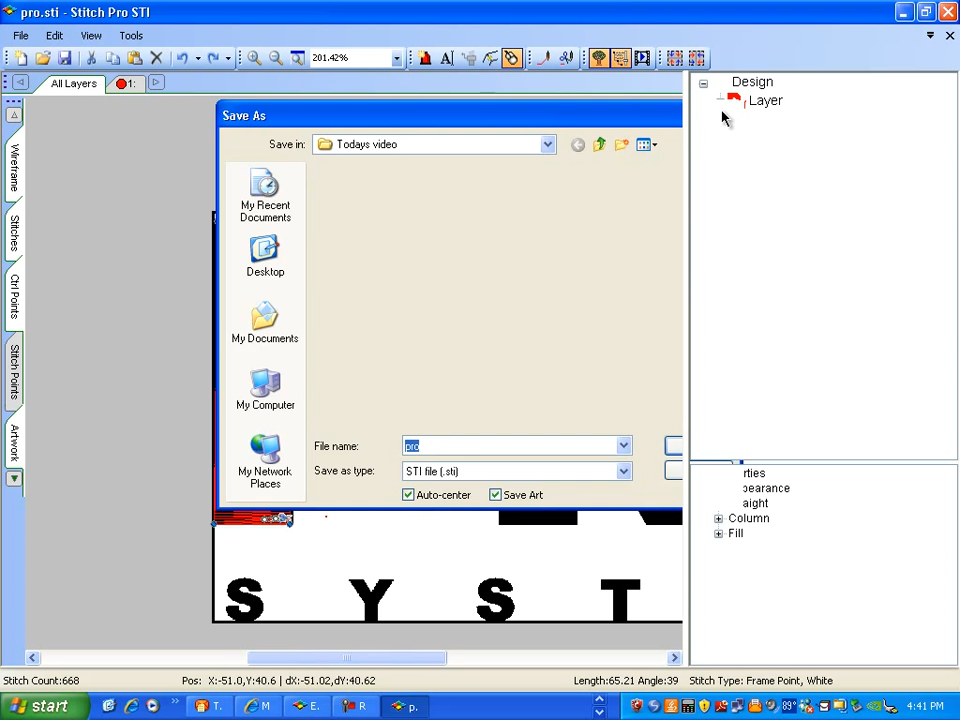 pro.sti - Stitch Pro STI
File Edit View Tools
201.42%
All Layers 1:
Design
Layer
Save As
Save in: Todays video
My Recent
Documents
Desktop
My Documents
My Computer
My Network
Places
File name: pro
Save as type: STI file (.sti)
Auto-center Save Art
Wireframe
Stitches
Ctrl Points
Stitch Points
Artwork
rties
pearance
aight
Column
Fill
S Y S T
Stitch Count:668 Pos: X:-51.0,Y:40.6 | dX:-51.02,dY:40.62 Length:65.21 Angle:39 Stitch Type: Frame Point, White
start T. M E. R p. 89° 4:41 PM